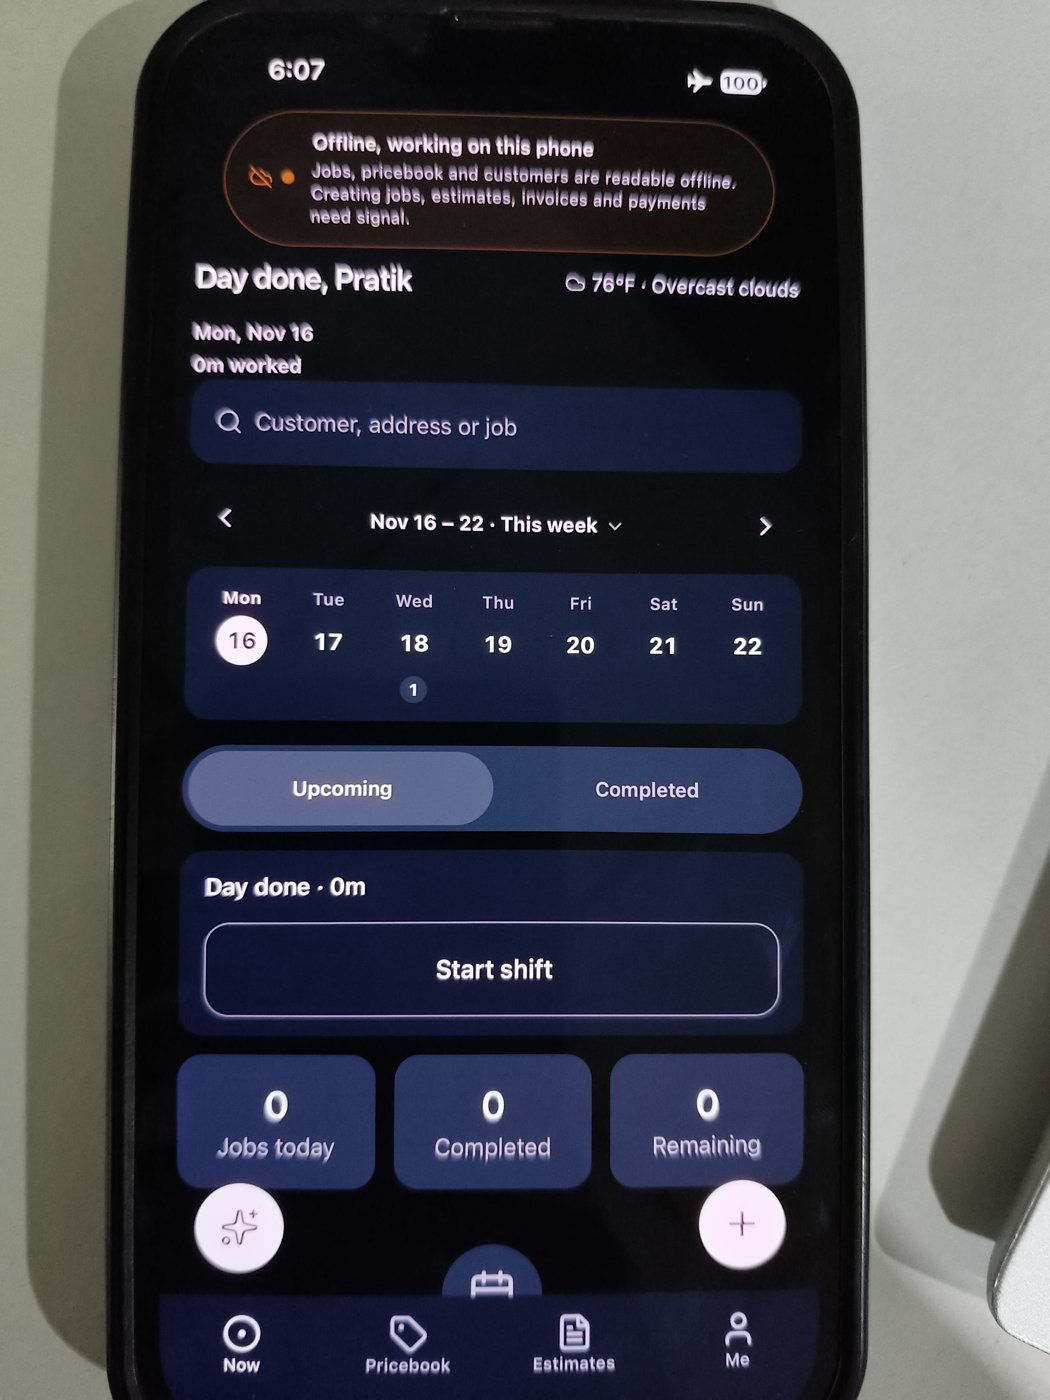 6:07
100
Offline, working on this phone
Jobs, pricebook and customers are readable offline.
Creating jobs, estimates, invoices and payments
need signal.
Day done, Pratik
76°F · Overcast clouds
Mon, Nov 16
0m worked
Customer, address or job
Nov 16 – 22 · This week
Mon Tue Wed Thu Fri Sat Sun
16 17 18 19 20 21 22
1
Upcoming Completed
Day done · 0m
Start shift
0 0 0
Jobs today Completed Remaining
Now Pricebook Estimates Me